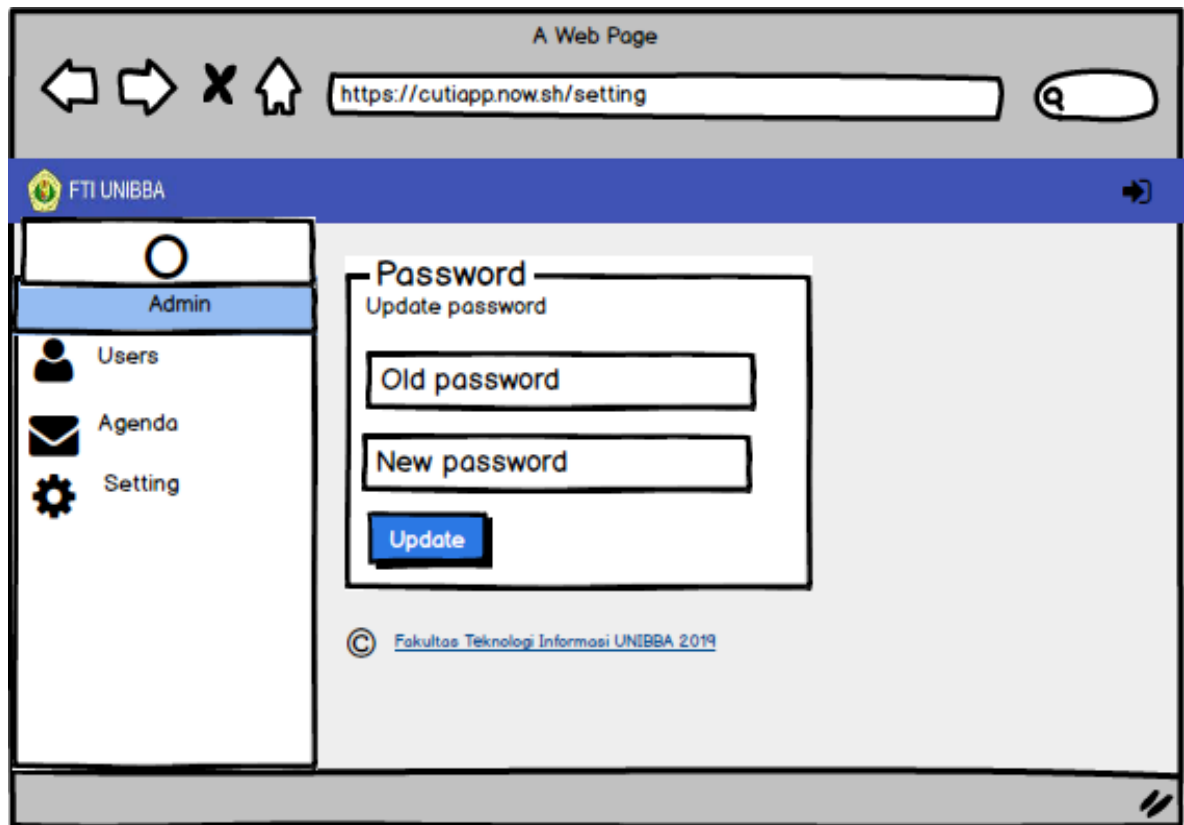 A Web Page
https://cutiapp.now.sh/setting
FTI UNIBBA
Admin
Users
Agenda
Setting
Password
Update password
Old password
New password
Update
© Fakultas Teknologi Informasi UNIBBA 2019